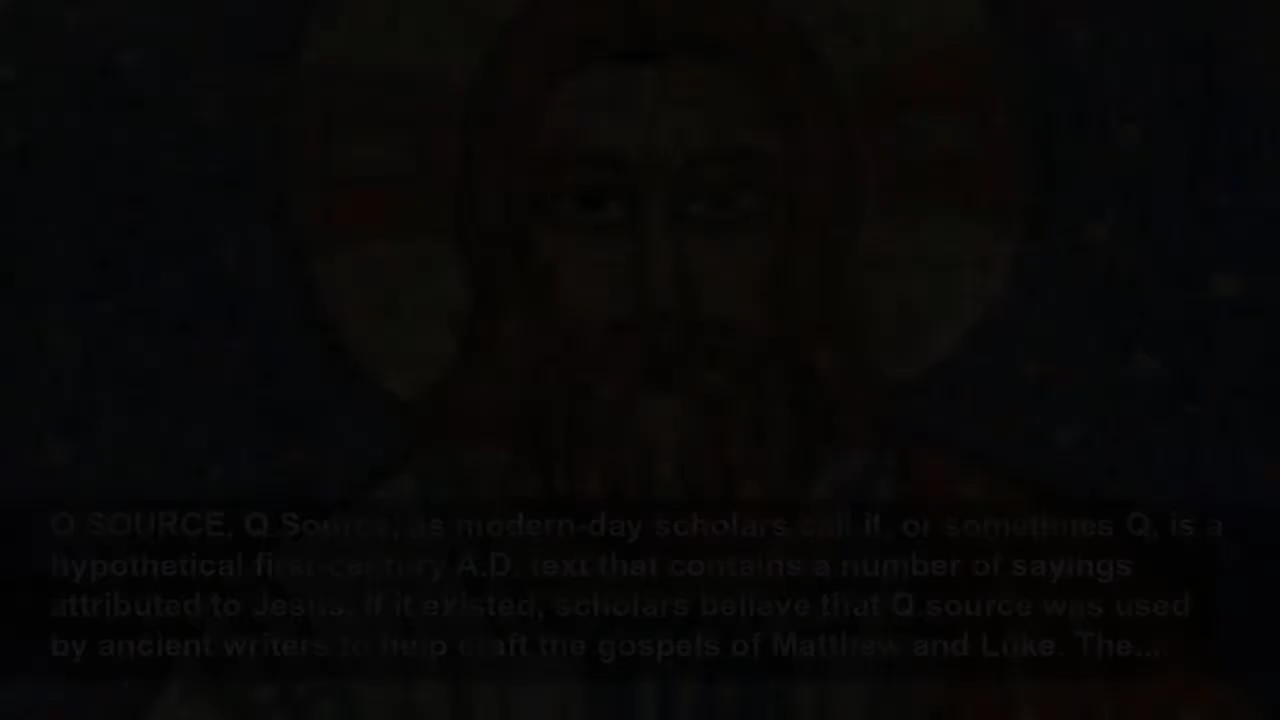 Q SOURCE, Q Source, as modern-day scholars call it, or sometimes Q, is a
hypothetical first-century A.D. text that contains a number of sayings
attributed to Jesus. If it existed, scholars believe that Q source was used
by ancient writers to help craft the gospels of Matthew and Luke. The...